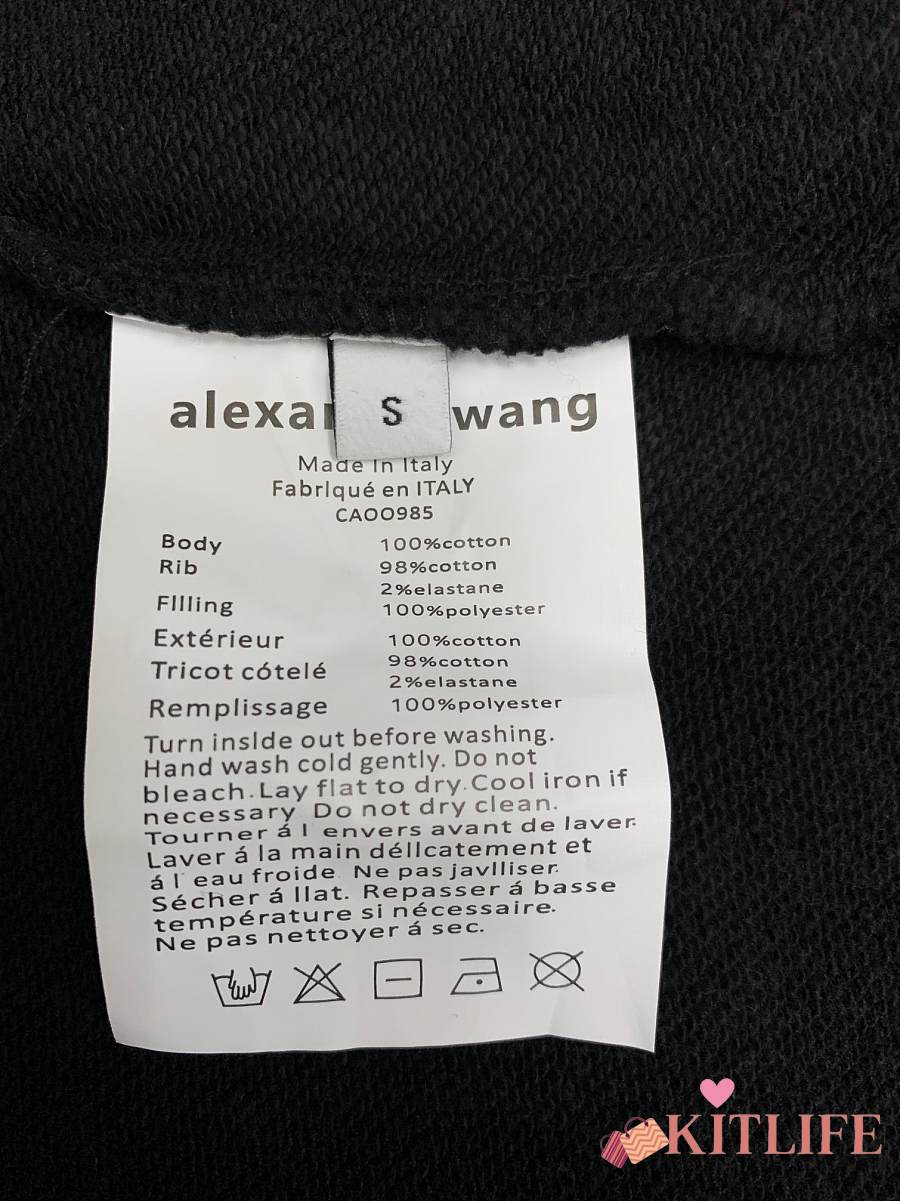 alexa wang
S
Made In Italy
FabrIqué en ITALY
CAOO985
Body 100%cotton
Rib 98%cotton
2%elastane
FIlling 100%polyester
Extérieur 100%cotton
Tricot cótelé 98%cotton
2%elastane
Remplissage 100%polyester
Turn insIde out before washing.
Hand wash cold gently. Do not
bleach.Lay flat to dry.Cool iron if
necessary Do not dry clean.
Tourner á l envers avant de laver.
Laver á la main délIcatement et
á l' eau froide. Ne pas javIliser.
Sécher á llat. Repasser á basse
température si nécessaire.
Ne pas nettoyer á sec.
KITLIFE